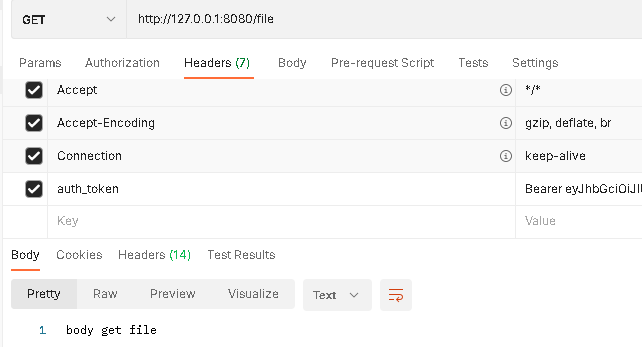 GET http://127.0.0.1:8080/file
Params Authorization Headers (7) Body Pre-request Script Tests Settings
Accept */*
Accept-Encoding gzip, deflate, br
Connection keep-alive
auth_token Bearer
Key Value
Body Cookies Headers (14) Test Results
Pretty Raw Preview Visualize Text
1 body get file